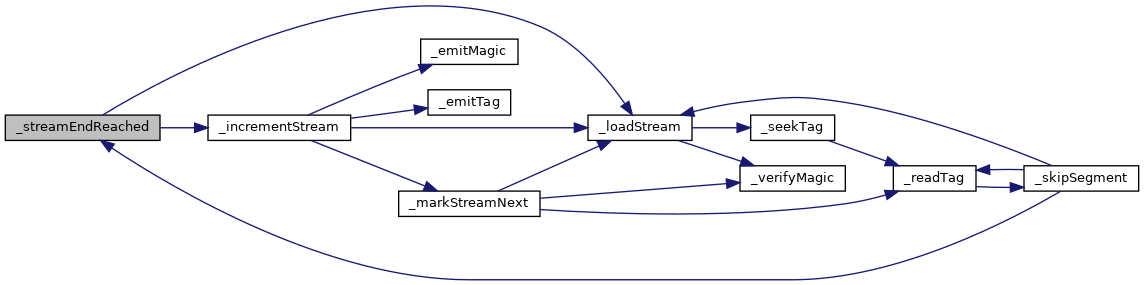 _emitMagic
_emitTag
_streamEndReached
_incrementStream
_loadStream
_seekTag
_verifyMagic
_readTag
_skipSegment
_markStreamNext